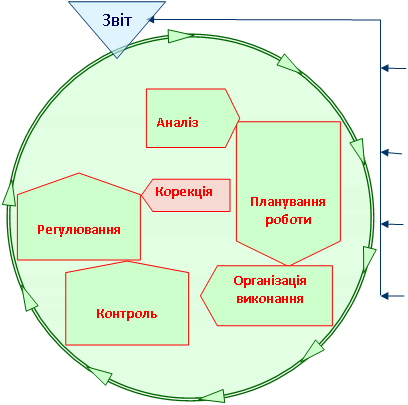 Звіт
Аналіз
Корекція
Планування
роботи
Регулювання
Організація
виконання
Контроль